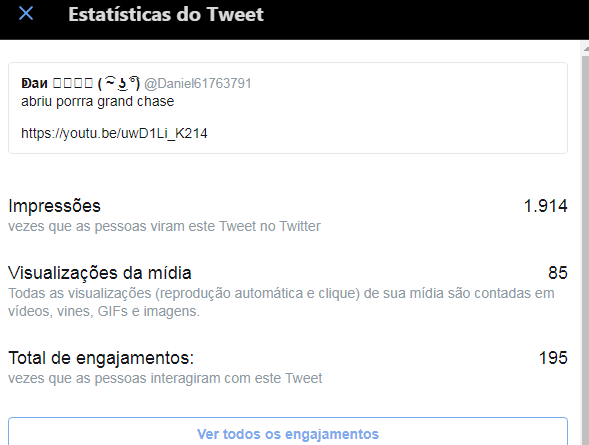 Estatísticas do Tweet
@Daniel61763791
abriu porrra grand chase
https://youtu.be/uwD1Li_K214
Impressões 1.914
vezes que as pessoas viram este Tweet no Twitter
Visualizações da mídia 85
Todas as visualizações (reprodução automática e clique) de sua mídia são contadas em
vídeos, vines, GIFs e imagens.
Total de engajamentos: 195
vezes que as pessoas interagiram com este Tweet
Ver todos os engajamentos